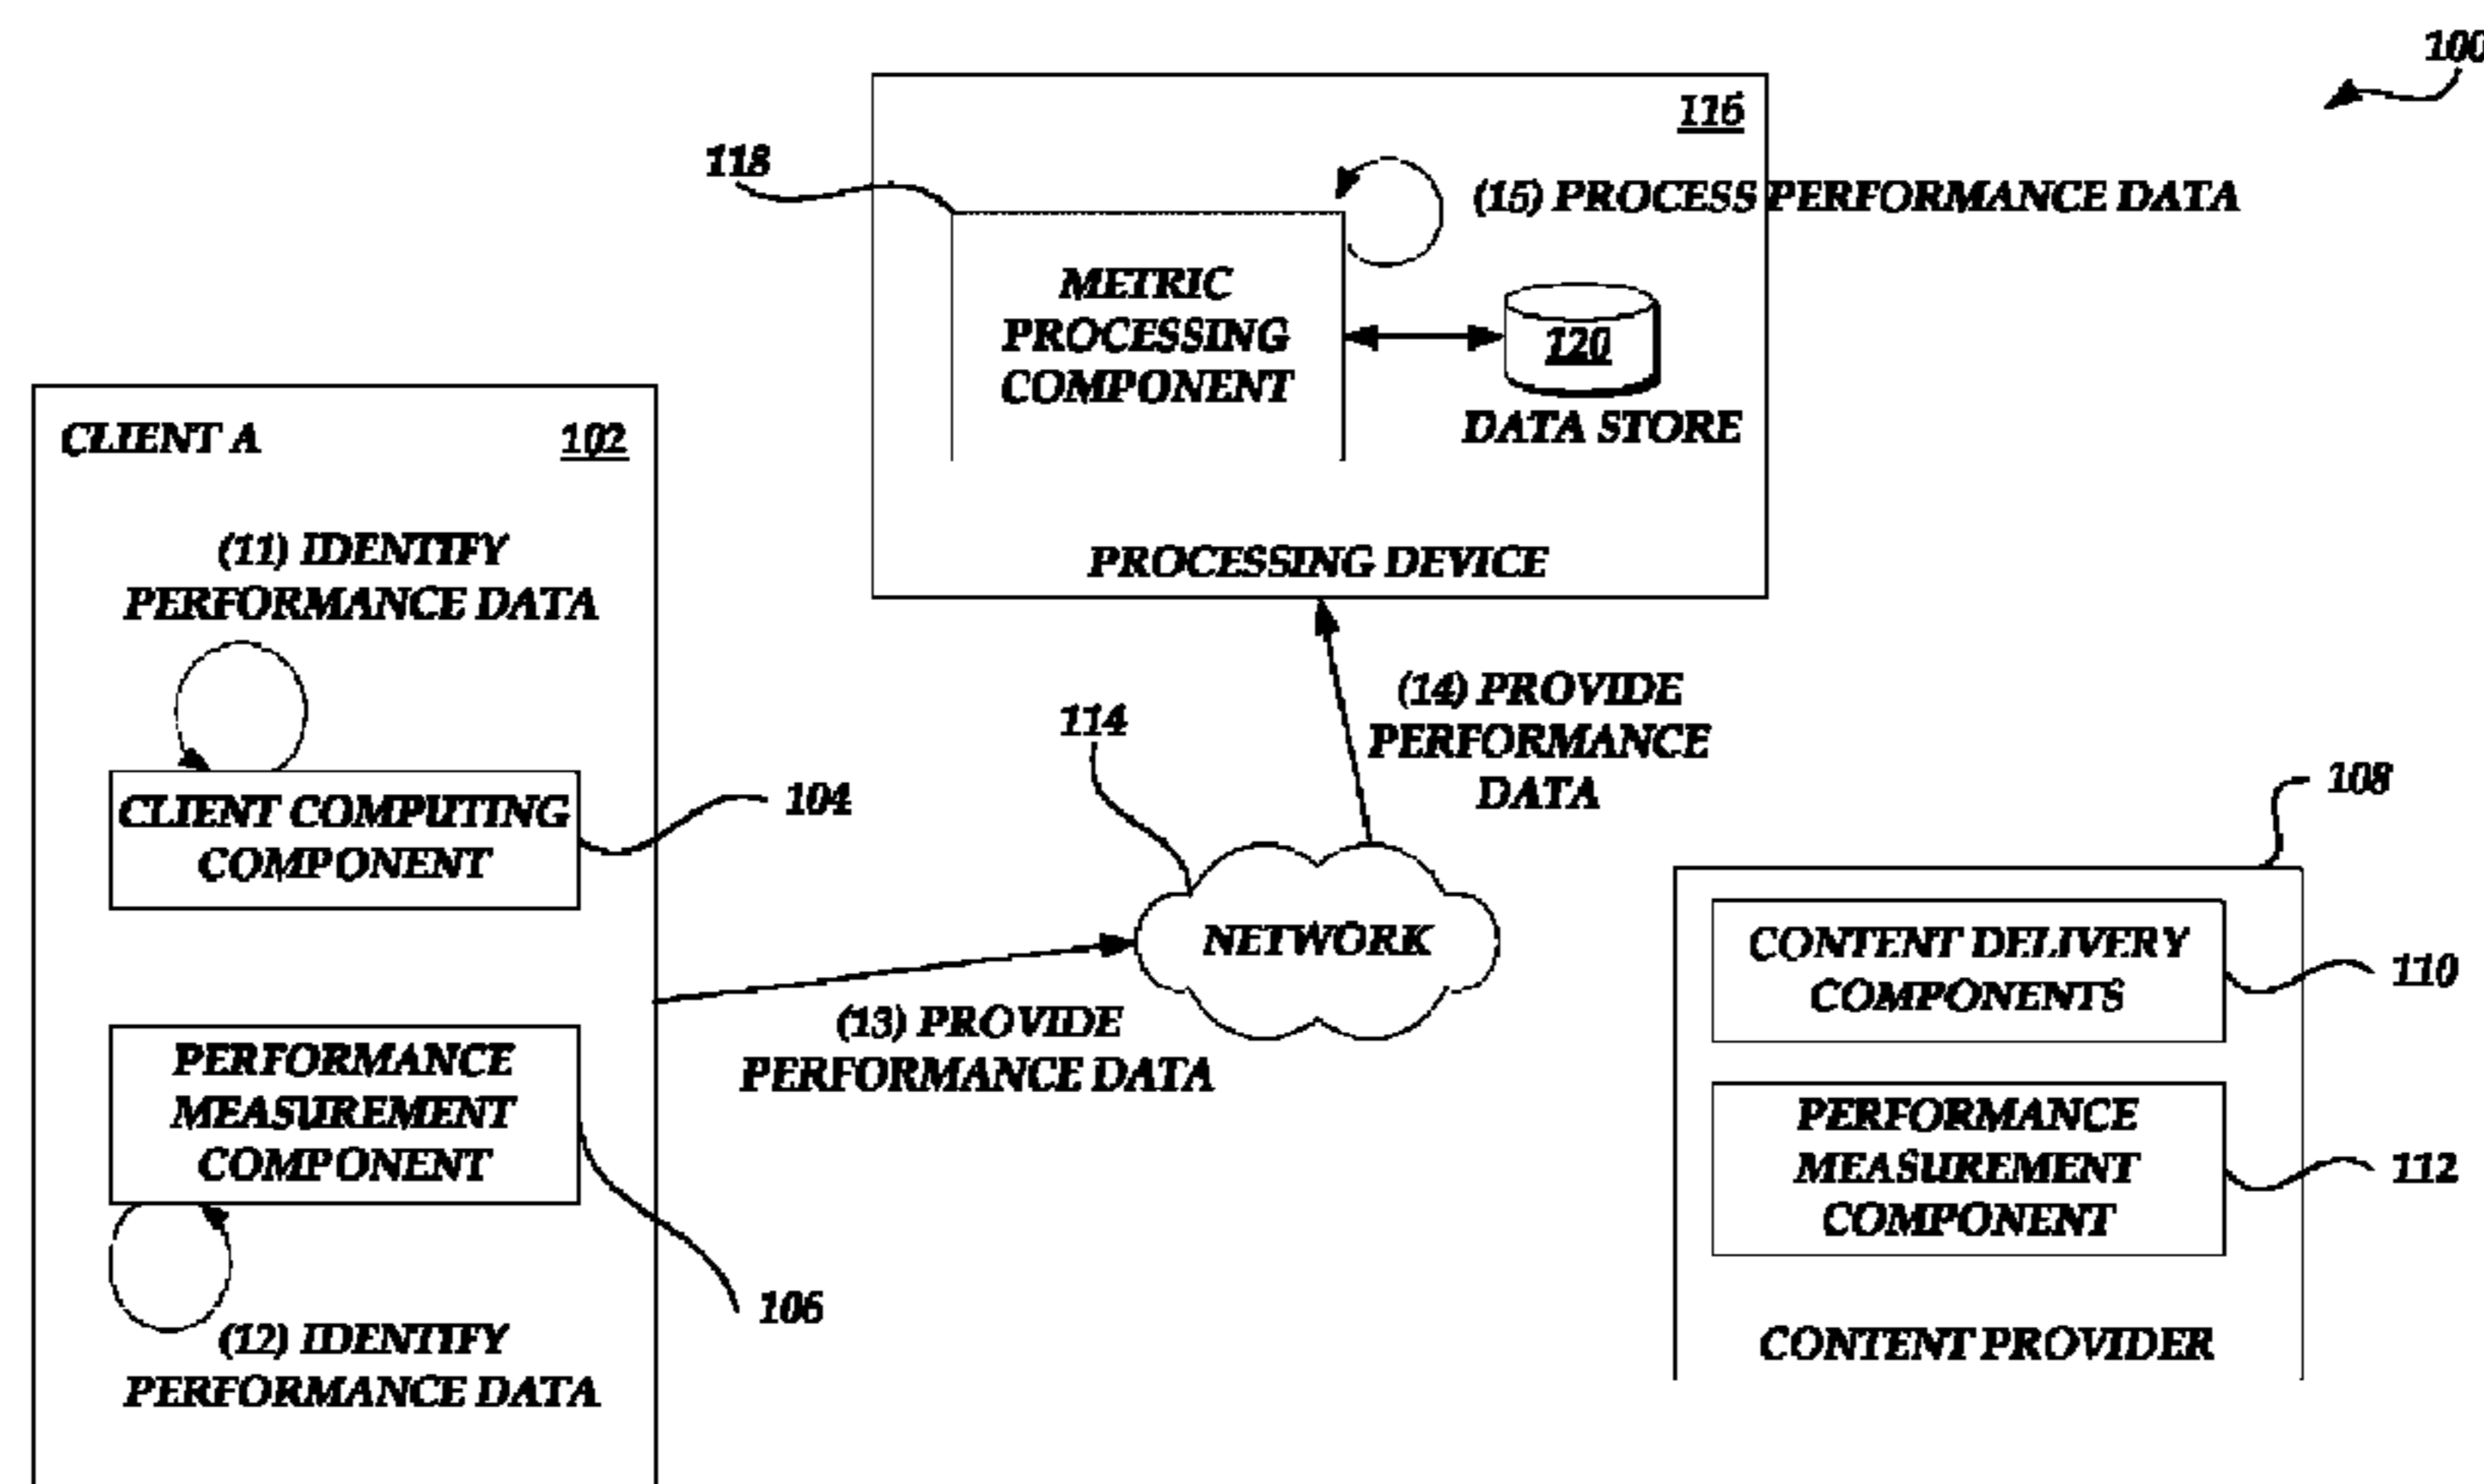 100
116
118
(15) PROCESS PERFORMANCE DATA
METRIC
PROCESSING
COMPONENT
120
DATA STORE
PROCESSING DEVICE
CLIENT A
102
(11) IDENTIFY
PERFORMANCE DATA
CLIENT COMPUTING
COMPONENT
104
PERFORMANCE
MEASUREMENT
COMPONENT
106
(12) IDENTIFY
PERFORMANCE DATA
(13) PROVIDE
PERFORMANCE DATA
114
NETWORK
(14) PROVIDE
PERFORMANCE
DATA
108
CONTENT DELIVERY
COMPONENTS
110
PERFORMANCE
MEASUREMENT
COMPONENT
112
CONTENT PROVIDER